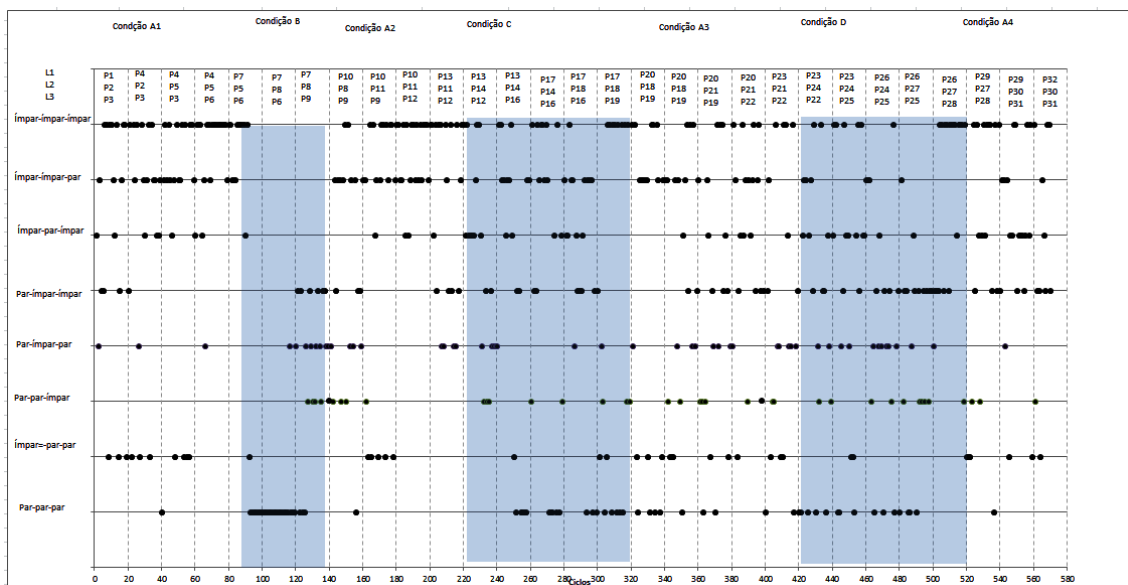 Condição A1 Condição B Condição A2 Condição C Condição A3 Condição D Condição A4
L1 P1 P4 P4 P4 P7 P7 P7 P10 P10 P10 P13 P13 P13 P17 P17 P17 P20 P20 P20 P20 P23 P23 P23 P26 P26 P26 P29 P29 P32
L2 P2 P2 P5 P5 P5 P8 P8 P8 P11 P11 P11 P14 P14 P14 P18 P18 P18 P18 P21 P21 P21 P24 P24 P24 P27 P27 P27 P30 P30
L3 P3 P3 P3 P6 P6 P6 P9 P9 P9 P12 P12 P12 P16 P16 P16 P19 P19 P19 P19 P22 P22 P22 P25 P25 P25 P28 P28 P31 P31
Ímpar-ímpar-ímpar
Ímpar-ímpar-par
Ímpar-par-ímpar
Par-ímpar-ímpar
Par-ímpar-par
Par-par-ímpar
Ímpar=-par-par
Par-par-par
0 20 40 60 80 100 120 140 160 180 200 220 240 260 280 300 320 340 360 380 400 420 440 460 480 500 520 540 560 580
Ciclos